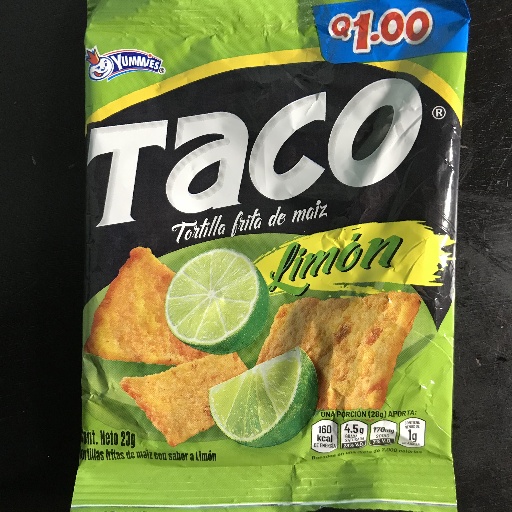 Q1.00
YUMMIES
TACO®
Tortilla frita de maiz
Limón
UNA PORCIÓN (28g) APORTA:
160 kcal
4.5g
170mg
1g
Cont. Neto 23g
Tortillas fritas de maíz con sabor a Limón